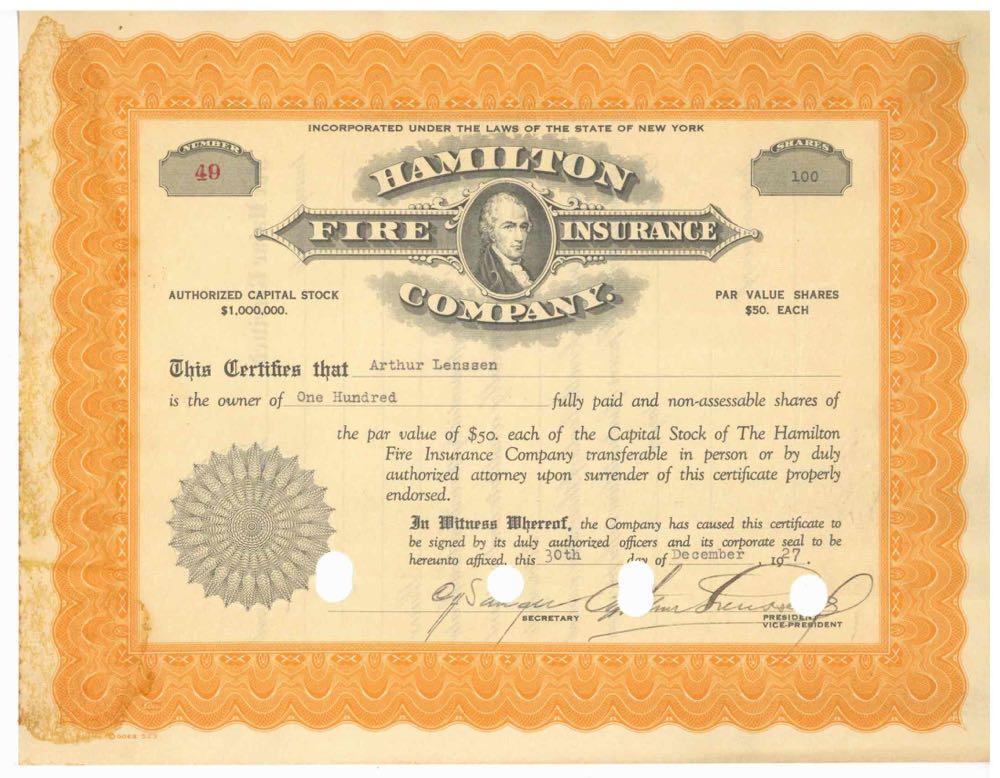 INCORPORATED UNDER THE LAWS OF THE STATE OF NEW YORK
NUMBER
49
SHARES
100
HAMILTON
FIRE INSURANCE
COMPANY.
AUTHORIZED CAPITAL STOCK
$1,000,000.
PAR VALUE SHARES
$50. EACH
This Certifies that Arthur Lenssen
is the owner of One Hundred fully paid and non-assessable shares of
the par value of $50. each of the Capital Stock of The Hamilton
Fire Insurance Company transferable in person or by duly
authorized attorney upon surrender of this certificate properly
endorsed.
In Witness Whereof, the Company has caused this certificate to
be signed by its duly authorized officers and its corporate seal to be
hereunto affixed, this 30th day of December, 1927.
SECRETARY
PRESIDENT
VICE-PRESIDENT
GOES 523